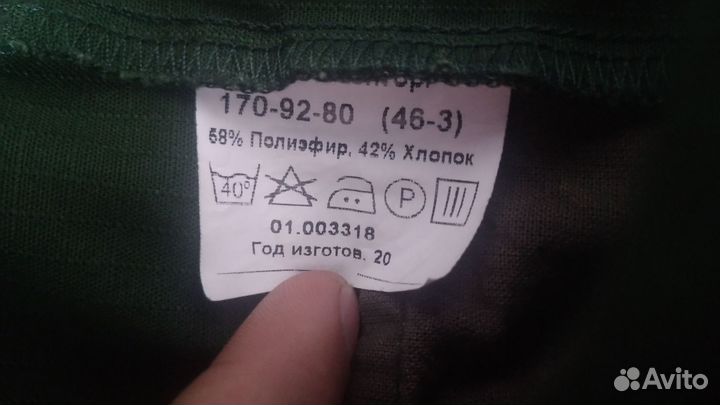 170-92-80 (46-3)
58% Полиэфир, 42% Хлопок
40° P
01.003318
Год изготов. 20
Avito